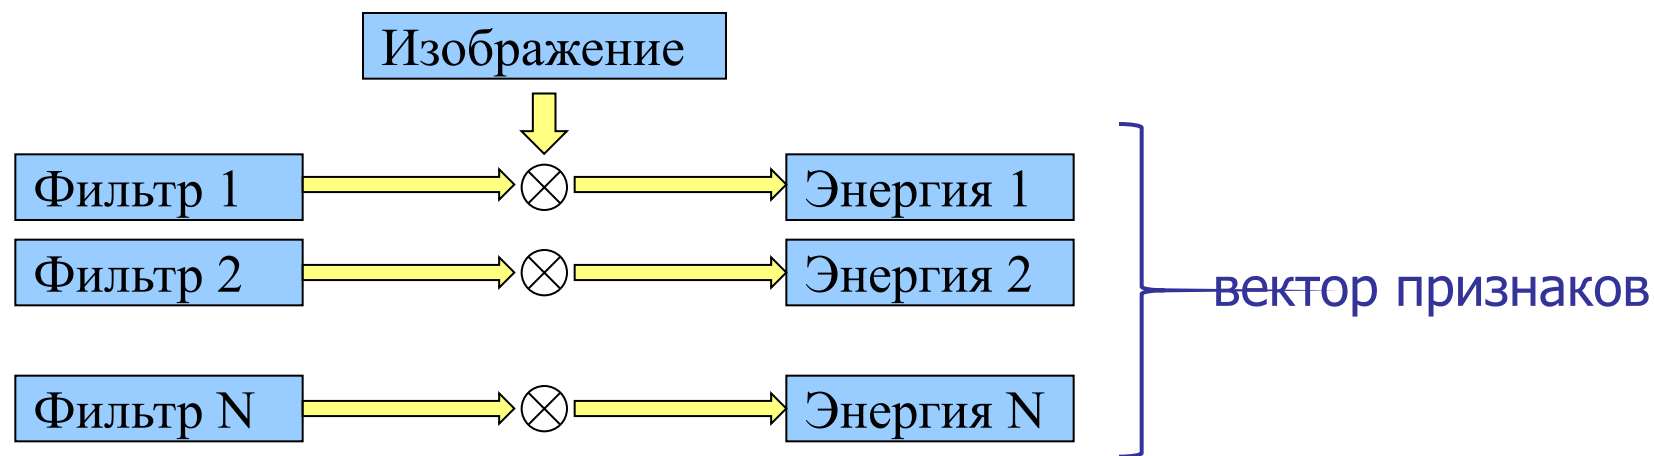 Изображение
Фильтр 1
Энергия 1
Фильтр 2
Энергия 2
вектор признаков
Фильтр N
Энергия N